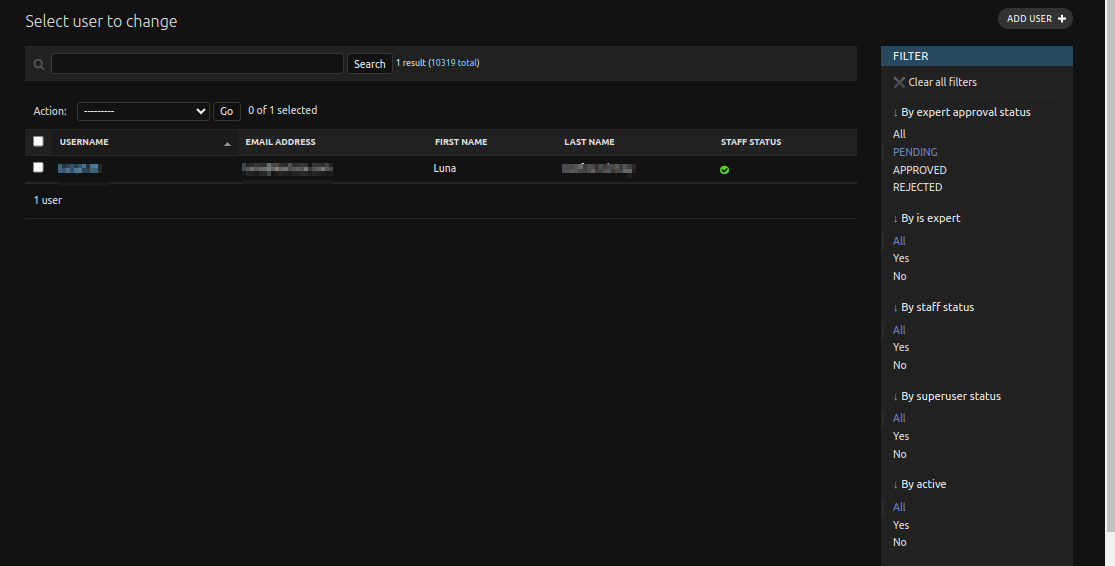 Select user to change
ADD USER +
Search 1 result (10319 total)
Action: --------- Go 0 of 1 selected
USERNAME EMAIL ADDRESS FIRST NAME LAST NAME STAFF STATUS
Luna
1 user
FILTER
Clear all filters
↓ By expert approval status
All
PENDING
APPROVED
REJECTED
↓ By is expert
All
Yes
No
↓ By staff status
All
Yes
No
↓ By superuser status
All
Yes
No
↓ By active
All
Yes
No